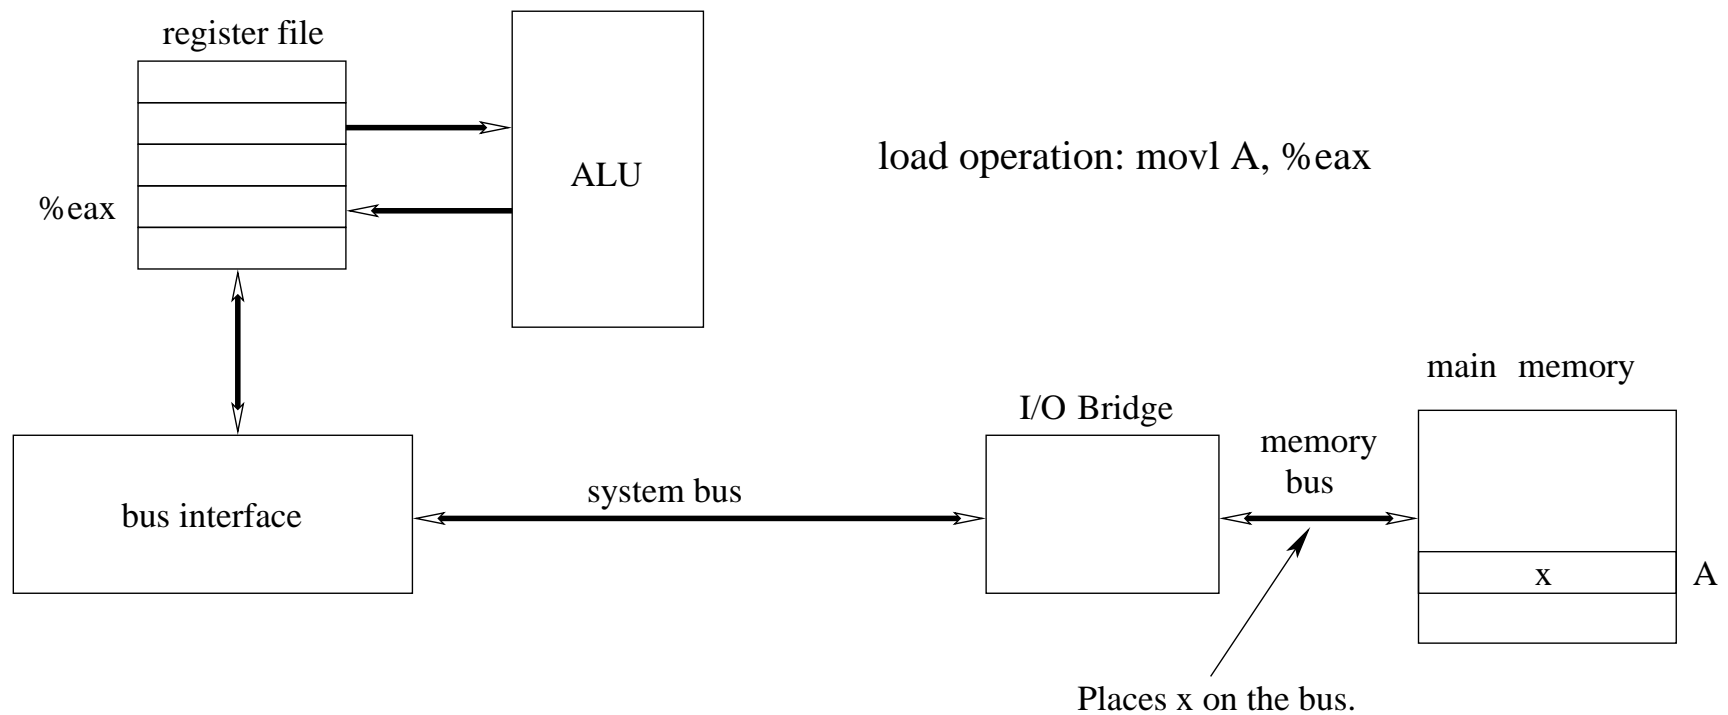 register file
ALU
load operation: movl A, %eax
%eax
main memory
I/O Bridge
memory
bus
system bus
bus interface
x
A
Places x on the bus.